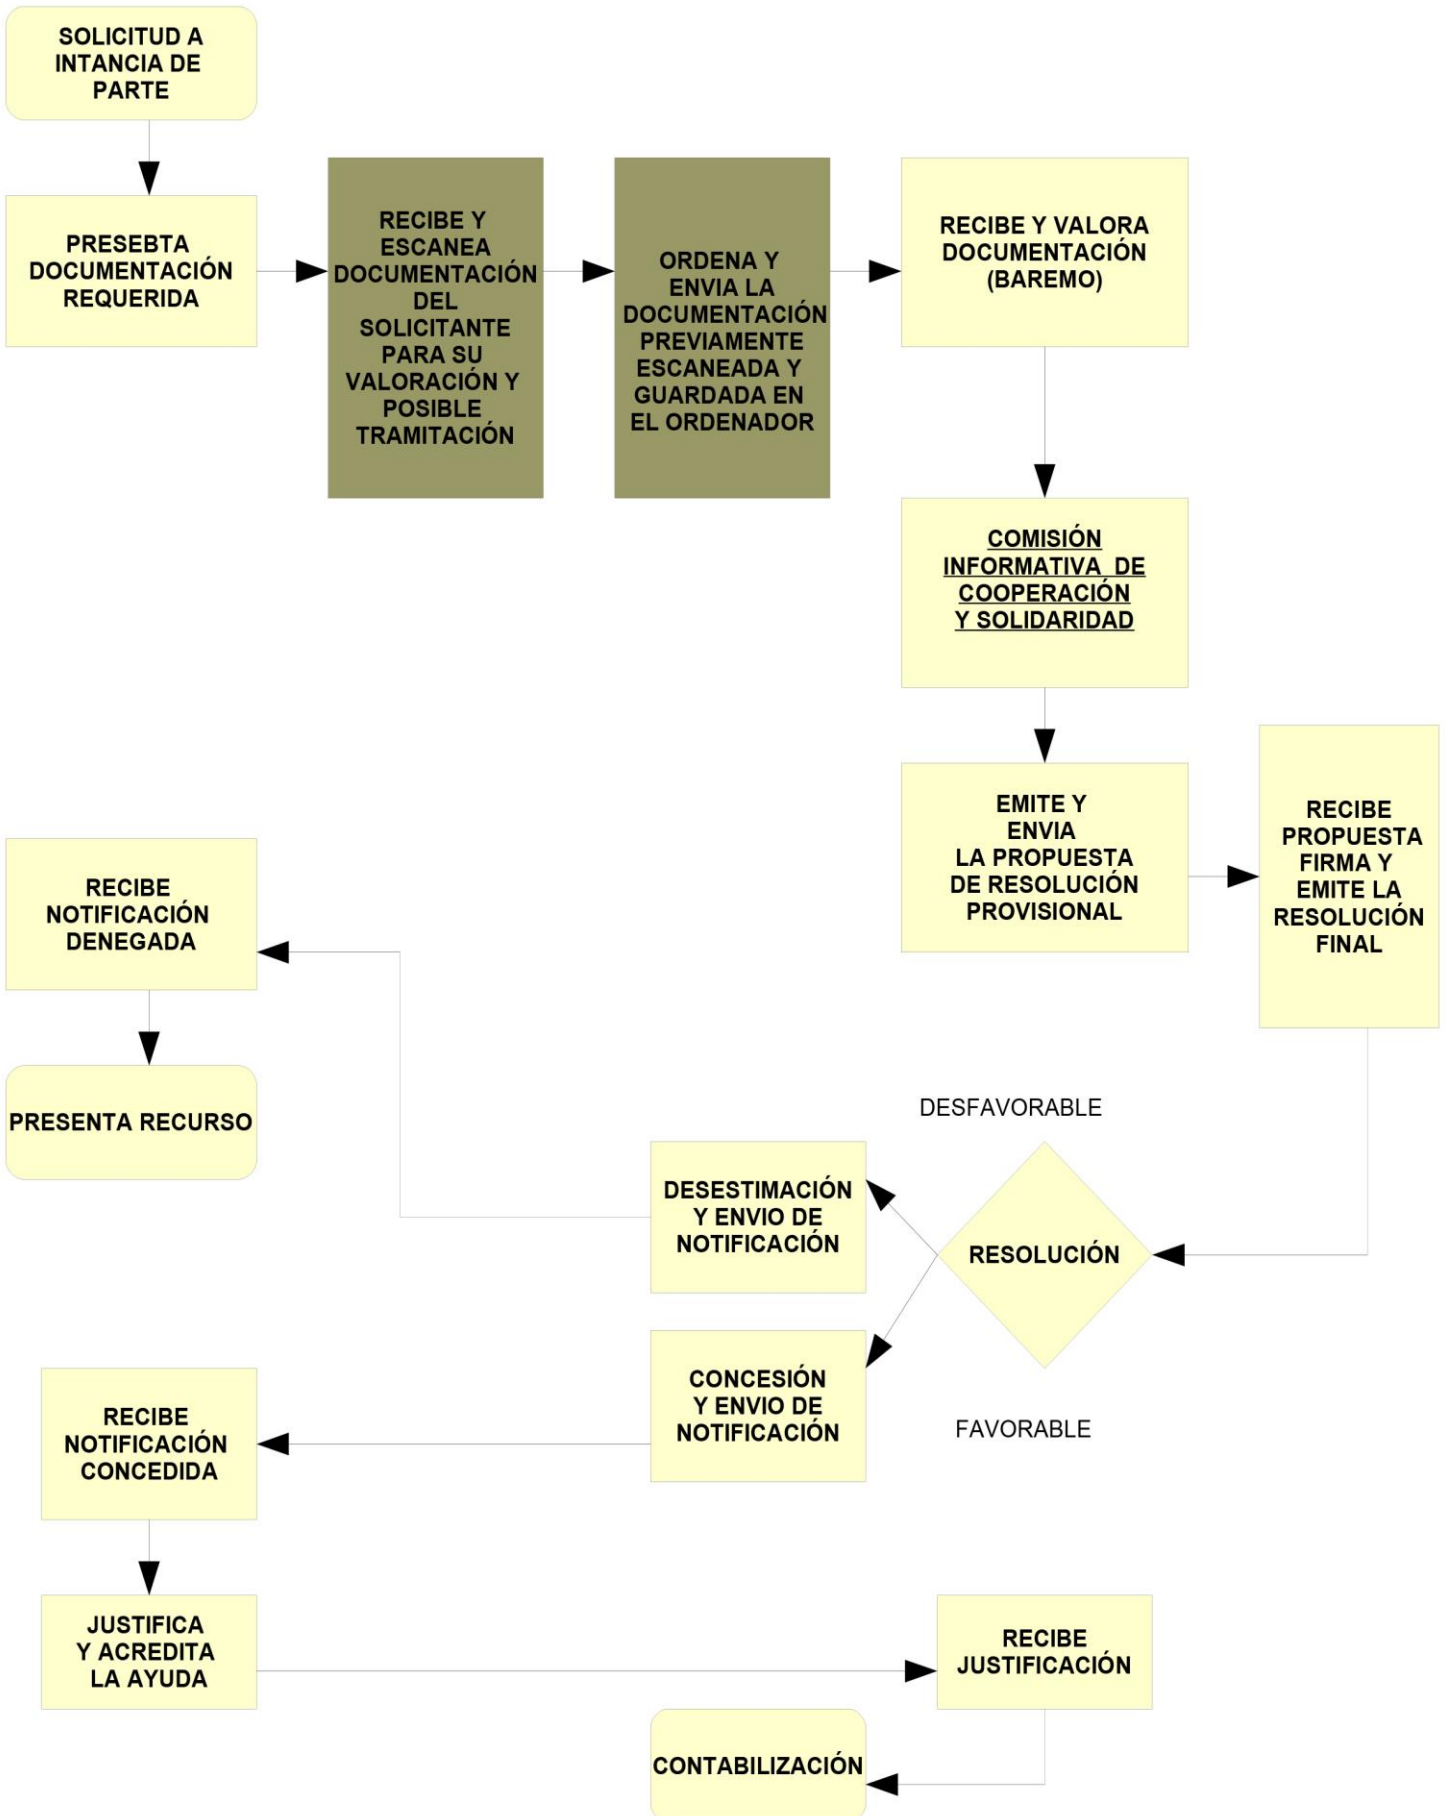 SOLICITUD A
INTANCIA DE
PARTE
PRESEBTA
DOCUMENTACIÓN
REQUERIDA
RECIBE Y
ESCANEA
DOCUMENTACIÓN
DEL
SOLICITANTE
PARA SU
VALORACIÓN Y
POSIBLE
TRAMITACIÓN
ORDENA Y
ENVIA LA
DOCUMENTACIÓN
PREVIAMENTE
ESCANEADA Y
GUARDADA EN
EL ORDENADOR
RECIBE Y VALORA
DOCUMENTACIÓN
(BAREMO)
COMISIÓN
INFORMATIVA DE
COOPERACIÓN
Y SOLIDARIDAD
EMITE Y
ENVIA
LA PROPUESTA
DE RESOLUCIÓN
PROVISIONAL
RECIBE
PROPUESTA
FIRMA Y
EMITE LA
RESOLUCIÓN
FINAL
RECIBE
NOTIFICACIÓN
DENEGADA
PRESENTA RECURSO
DESFAVORABLE
DESESTIMACIÓN
Y ENVIO DE
NOTIFICACIÓN
RESOLUCIÓN
CONCESIÓN
Y ENVIO DE
NOTIFICACIÓN
FAVORABLE
RECIBE
NOTIFICACIÓN
CONCEDIDA
JUSTIFICA
Y ACREDITA
LA AYUDA
RECIBE
JUSTIFICACIÓN
CONTABILIZACIÓN